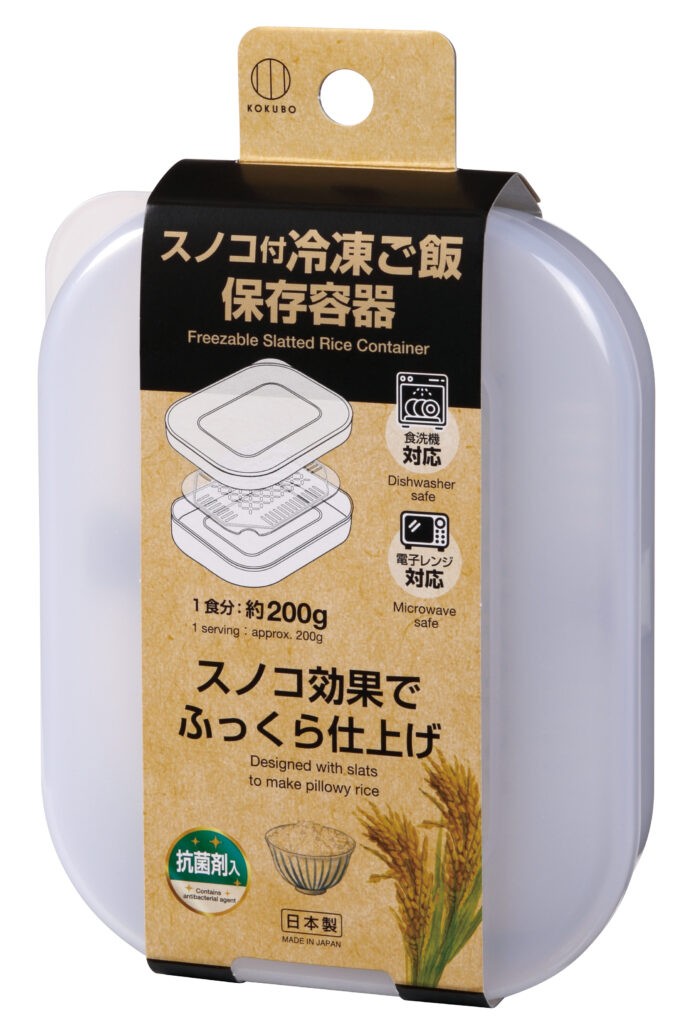 KOKUBO
スノコ付冷凍ご飯
保存容器
Freezable Slatted Rice Container
食洗機
対応
Dishwasher
safe
電子レンジ
対応
Microwave
safe
1食分：約200g
1 serving : approx. 200g
スノコ効果で
ふっくら仕上げ
Designed with slats
to make pillowy rice
抗菌剤入
Contains
antibacterial agent
日本製
MADE IN JAPAN